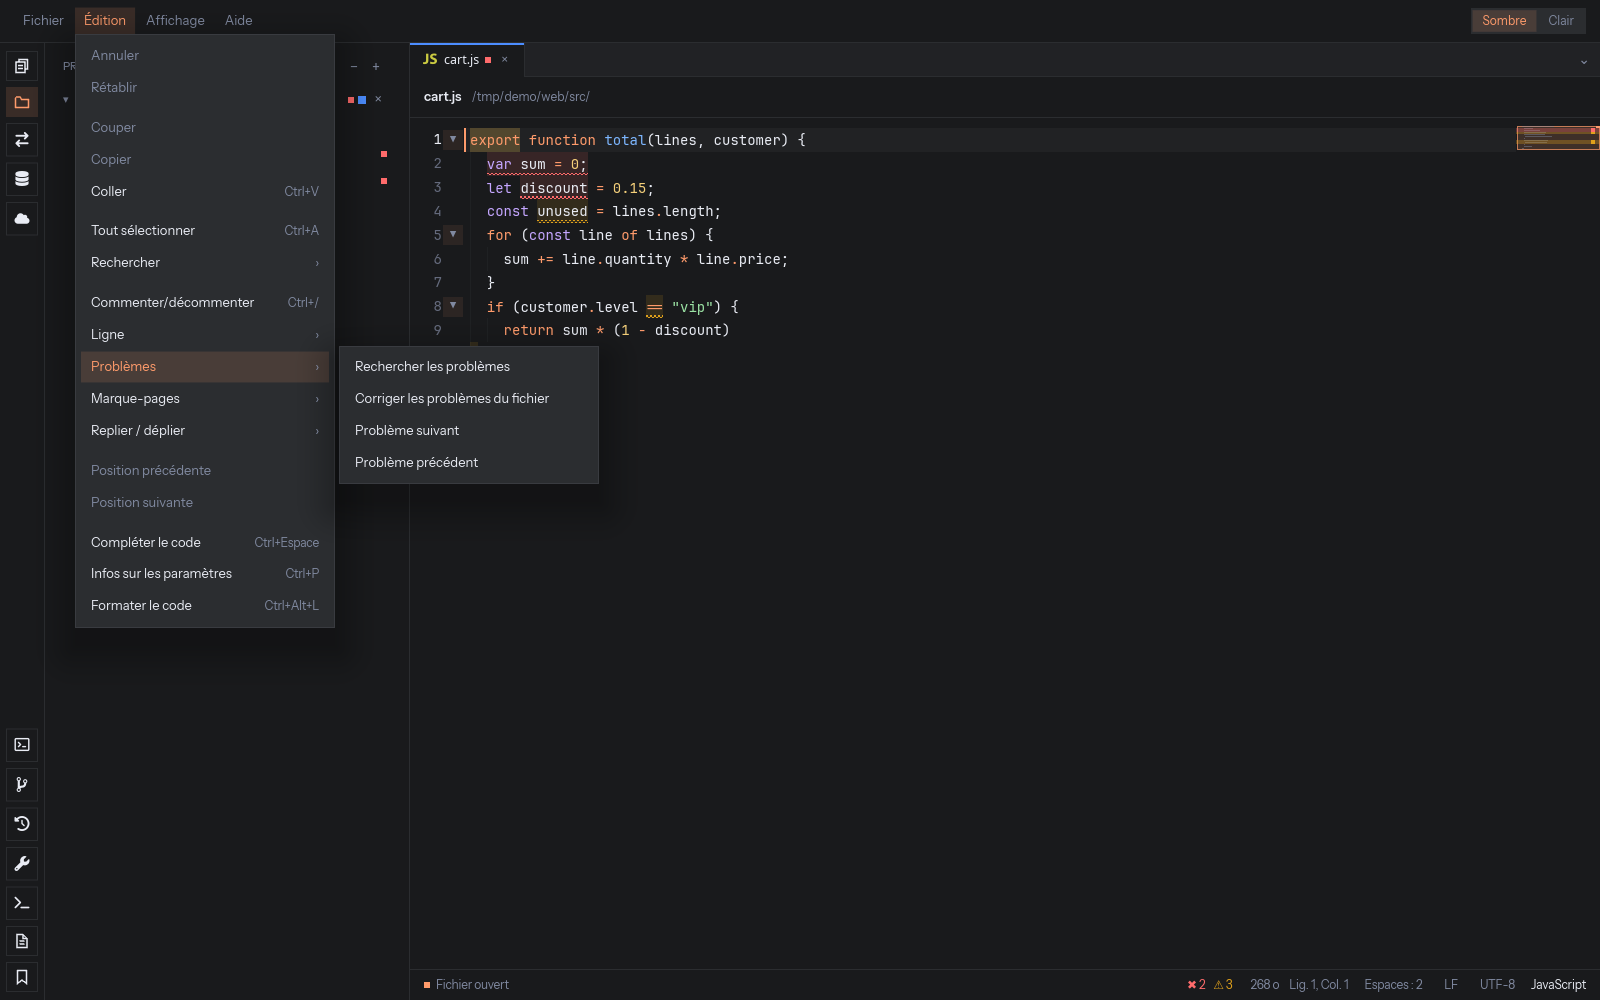 Fichier Édition Affichage Aide
Sombre Clair
Annuler
Rétablir
Couper
Copier
Coller Ctrl+V
Tout sélectionner Ctrl+A
Rechercher ›
Commenter/décommenter Ctrl+/
Ligne ›
Problèmes ›
Marque-pages ›
Replier / déplier ›
Position précédente
Position suivante
Compléter le code Ctrl+Espace
Infos sur les paramètres Ctrl+P
Formater le code Ctrl+Alt+L
Rechercher les problèmes
Corriger les problèmes du fichier
Problème suivant
Problème précédent
JS cart.js ×
cart.js /tmp/demo/web/src/
1 export function total(lines, customer) {
2 var sum = 0;
3 let discount = 0.15;
4 const unused = lines.length;
5 for (const line of lines) {
6 sum += line.quantity * line.price;
7 }
8 if (customer.level == "vip") {
9 return sum * (1 - discount)
Fichier ouvert
2 3 268 o Lig. 1, Col. 1 Espaces : 2 LF UTF-8 JavaScript